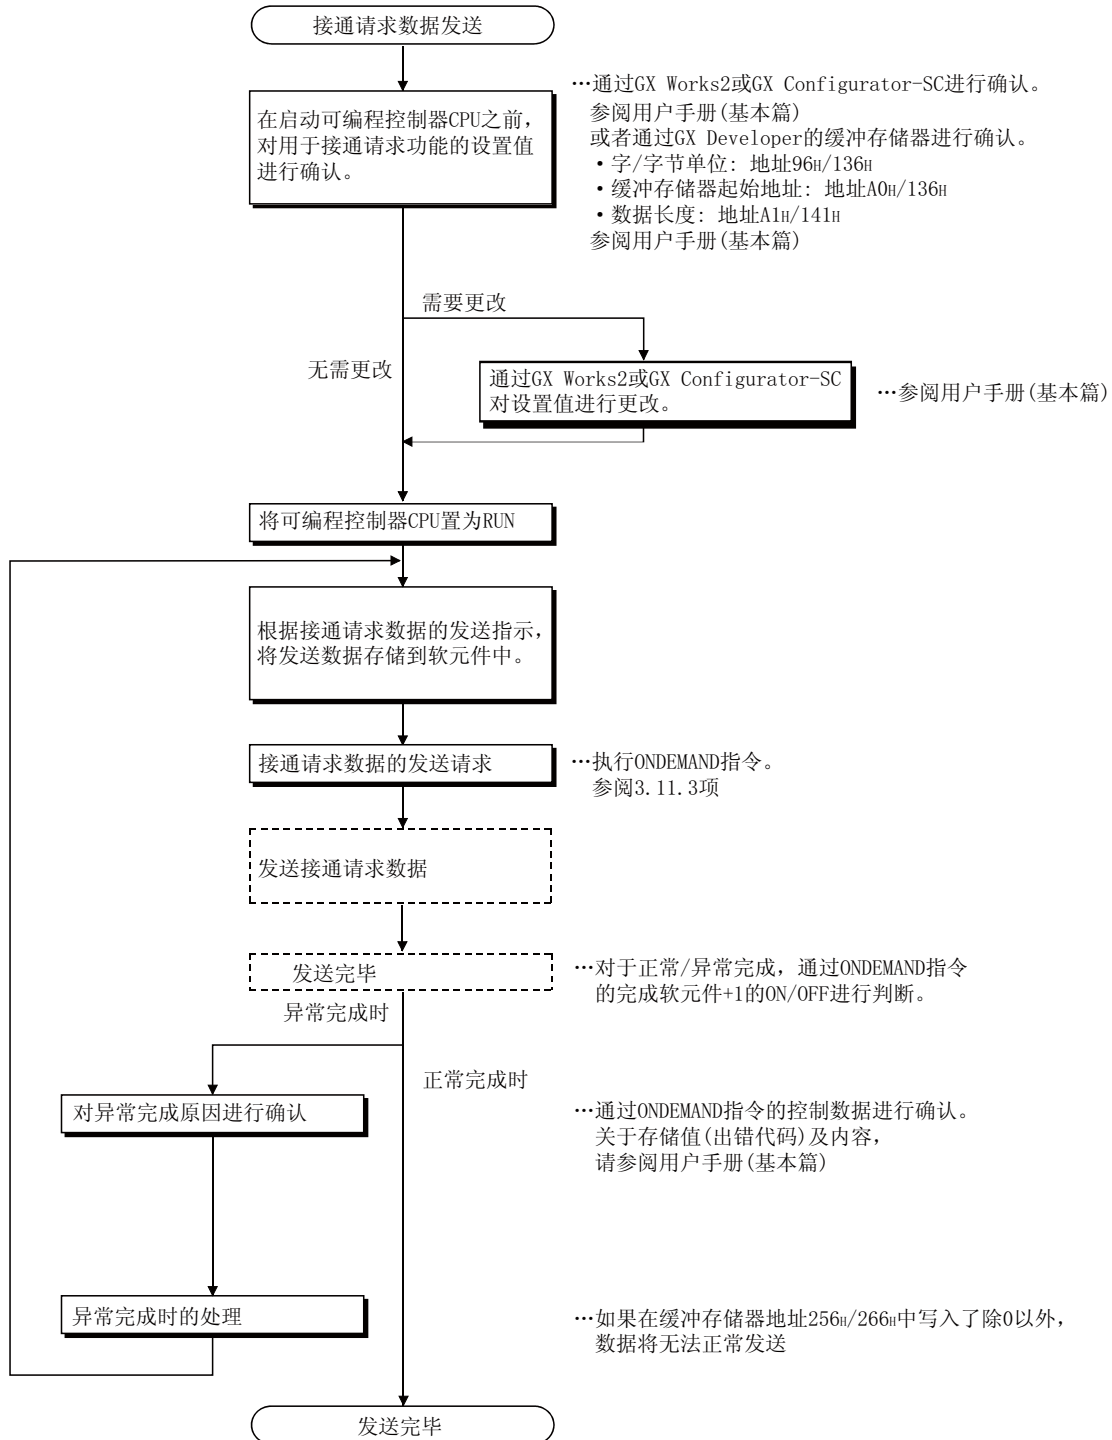 接通请求数据发送
…通过GX Works2或GX Configurator-SC进行确认。
参阅用户手册(基本篇)
或者通过GX Developer的缓冲存储器进行确认。
・字/字节单位: 地址96H/136H
・缓冲存储器起始地址: 地址A0H/136H
・数据长度: 地址A1H/141H
参阅用户手册(基本篇)
在启动可编程控制器CPU之前,
对用于接通请求功能的设置值
进行确认。
需要更改
无需更改
通过GX Works2或GX Configurator-SC
对设置值进行更改。
…参阅用户手册(基本篇)
将可编程控制器CPU置为RUN
根据接通请求数据的发送指示,
将发送数据存储到软元件中。
接通请求数据的发送请求
…执行ONDEMAND指令。
参阅3.11.3项
发送接通请求数据
发送完毕
…对于正常/异常完成, 通过ONDEMAND指令
的完成软元件+1的ON/OFF进行判断。
异常完成时
正常完成时
对异常完成原因进行确认
…通过ONDEMAND指令的控制数据进行确认。
关于存储值(出错代码)及内容,
请参阅用户手册(基本篇)
异常完成时的处理
…如果在缓冲存储器地址256H/266H中写入了除0以外,
数据将无法正常发送
发送完毕